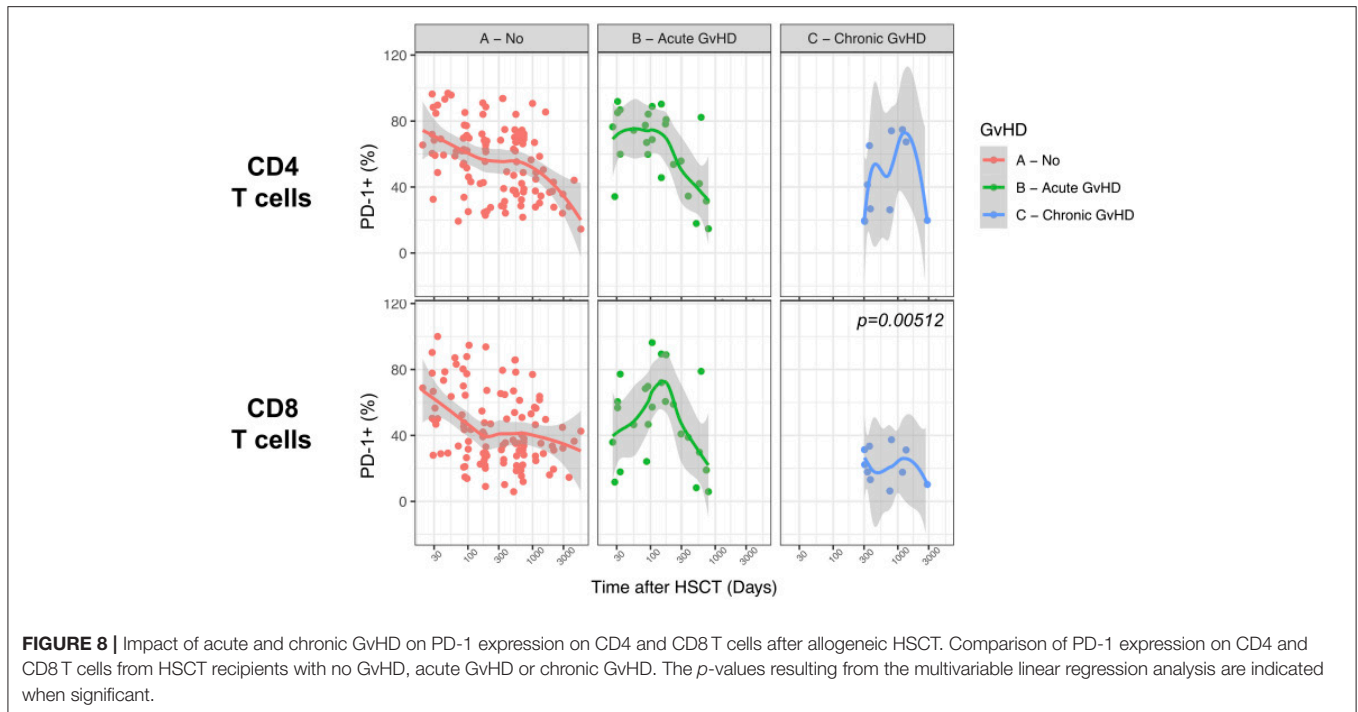 A – No
B – Acute GvHD
C – Chronic GvHD
CD4
T cells
PD-1+ (%)
120
80
40
0
GvHD
A – No
B – Acute GvHD
C – Chronic GvHD
CD8
T cells
PD-1+ (%)
120
80
40
0
p=0.00512
30 100 300 1000 3000
30 100 300 1000 3000
30 100 300 1000 3000
Time after HSCT (Days)
FIGURE 8 | Impact of acute and chronic GvHD on PD-1 expression on CD4 and CD8 T cells after allogeneic HSCT. Comparison of PD-1 expression on CD4 and
CD8 T cells from HSCT recipients with no GvHD, acute GvHD or chronic GvHD. The p-values resulting from the multivariable linear regression analysis are indicated
when significant.